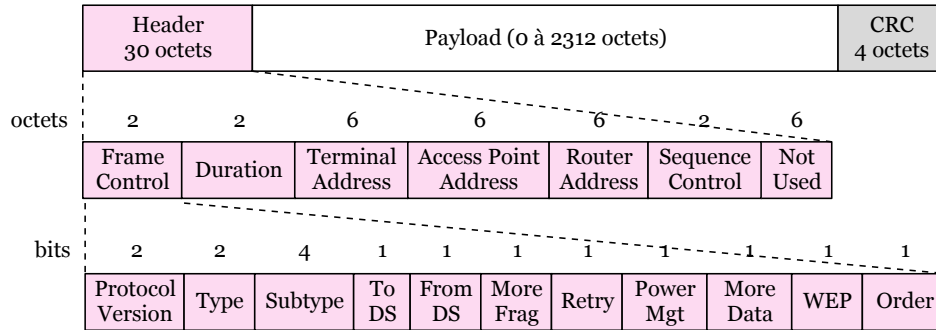 Header
30 octets
Payload (0 à 2312 octets)
CRC
4 octets
octets 2 2 6 6 6 2 6
Frame Control
Duration
Terminal Address
Access Point Address
Router Address
Sequence Control
Not Used
bits 2 2 4 1 1 1 1 1 1 1 1
Protocol Version
Type
Subtype
To DS
From DS
More Frag
Retry
Power Mgt
More Data
WEP
Order